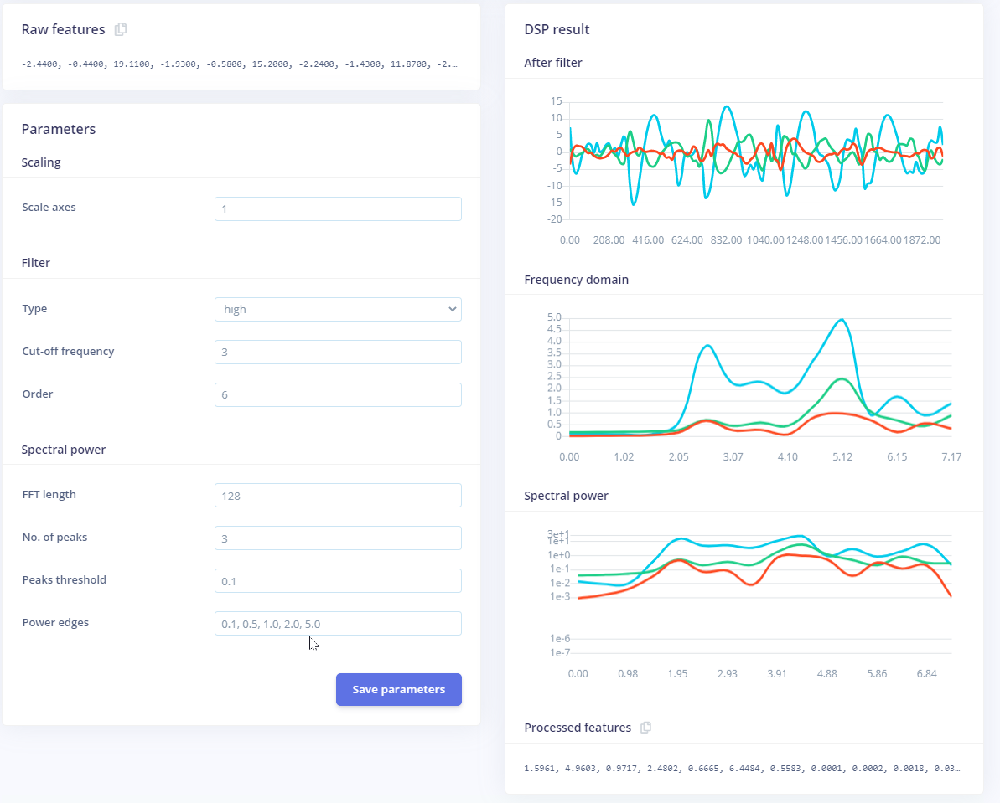 Raw features
-2.4400, -0.4400, 19.1100, -1.9300, -0.5800, 15.2000, -2.2400, -1.4300, 11.8700, -2.…
Parameters
Scaling
Scale axes
1
Filter
Type
high
Cut-off frequency
3
Order
6
Spectral power
FFT length
128
No. of peaks
3
Peaks threshold
0.1
Power edges
0.1, 0.5, 1.0, 2.0, 5.0
Save parameters
DSP result
After filter
15
10
5
0
-5
-10
-15
-20
0.00 208.00 416.00 624.00 832.00 1040.00 1248.00 1456.00 1664.00 1872.00
Frequency domain
5.0
4.5
4.0
3.5
3.0
2.5
2.0
1.5
1.0
0.5
0
0.00 1.02 2.05 3.07 4.10 5.12 6.15 7.17
Spectral power
3e+1
1e+1
1e+0
1e-1
1e-2
1e-3
1e-6
1e-7
0.00 0.98 1.95 2.93 3.91 4.88 5.86 6.84
Processed features
1.5961, 4.9603, 0.9717, 2.4802, 0.6665, 6.4484, 0.5583, 0.0001, 0.0002, 0.0018, 0.03…